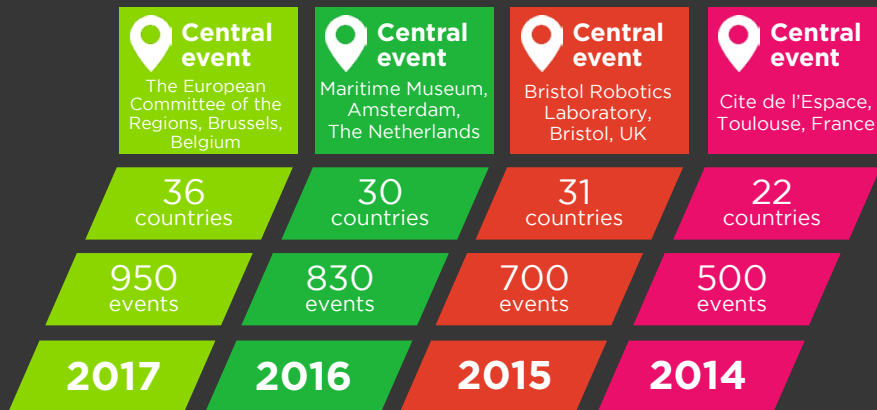 Central
event
The European
Committee of the
Regions, Brussels,
Belgium
Central
event
Maritime Museum,
Amsterdam,
The Netherlands
Central
event
Bristol Robotics
Laboratory,
Bristol, UK
Central
event
Cite de l'Espace,
Toulouse, France
36
countries
30
countries
31
countries
22
countries
950
events
830
events
700
events
500
events
2017
2016
2015
2014